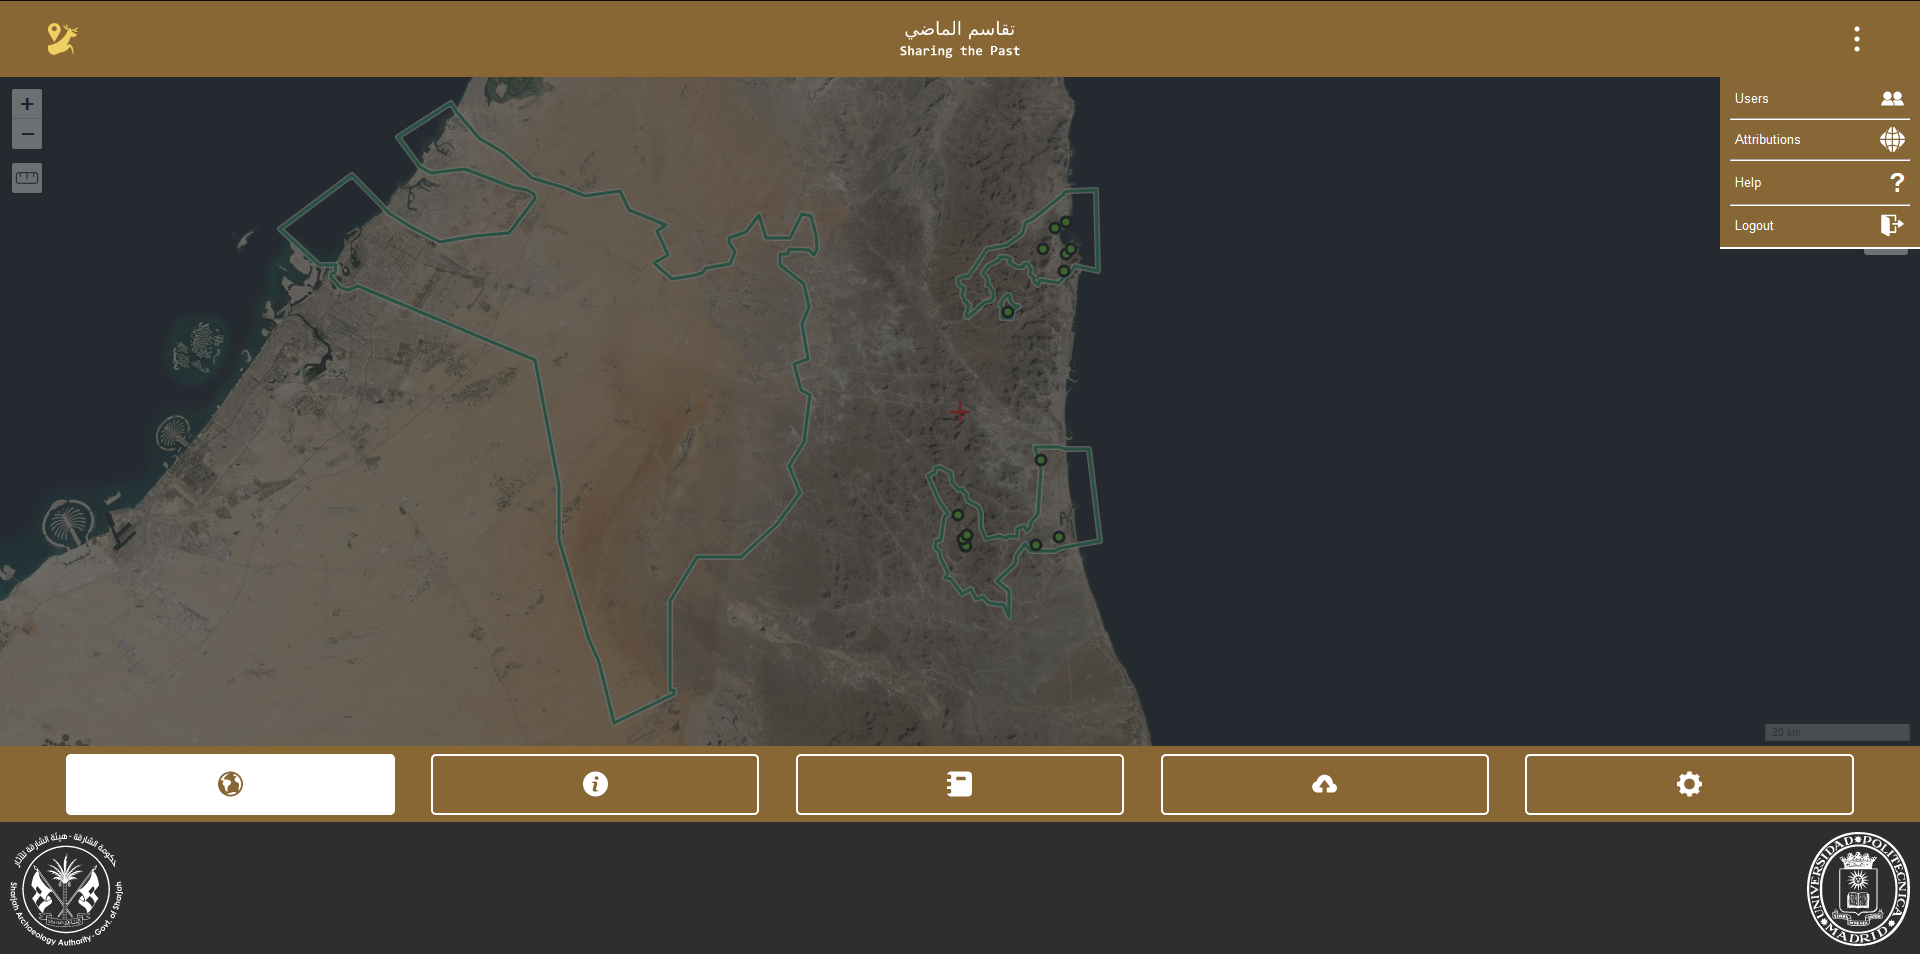 تقاسم الماضي
Sharing the Past
Users
Attributions
Help
?
Logout
+
−
20 km
حكومة الشارقة - هيئة الشارقة للآثار
Sharjah Archaeology Authority - Govt. of Sharjah
UNIVERSIDAD POLITECNICA
MADRID